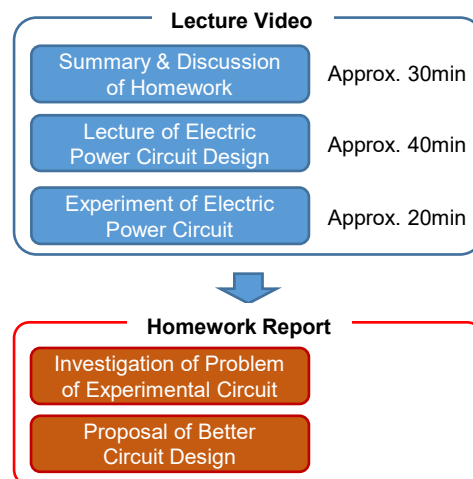 Lecture Video
Summary & Discussion
of Homework
Approx. 30min
Lecture of Electric
Power Circuit Design
Approx. 40min
Experiment of Electric
Power Circuit
Approx. 20min
Homework Report
Investigation of Problem
of Experimental Circuit
Proposal of Better
Circuit Design